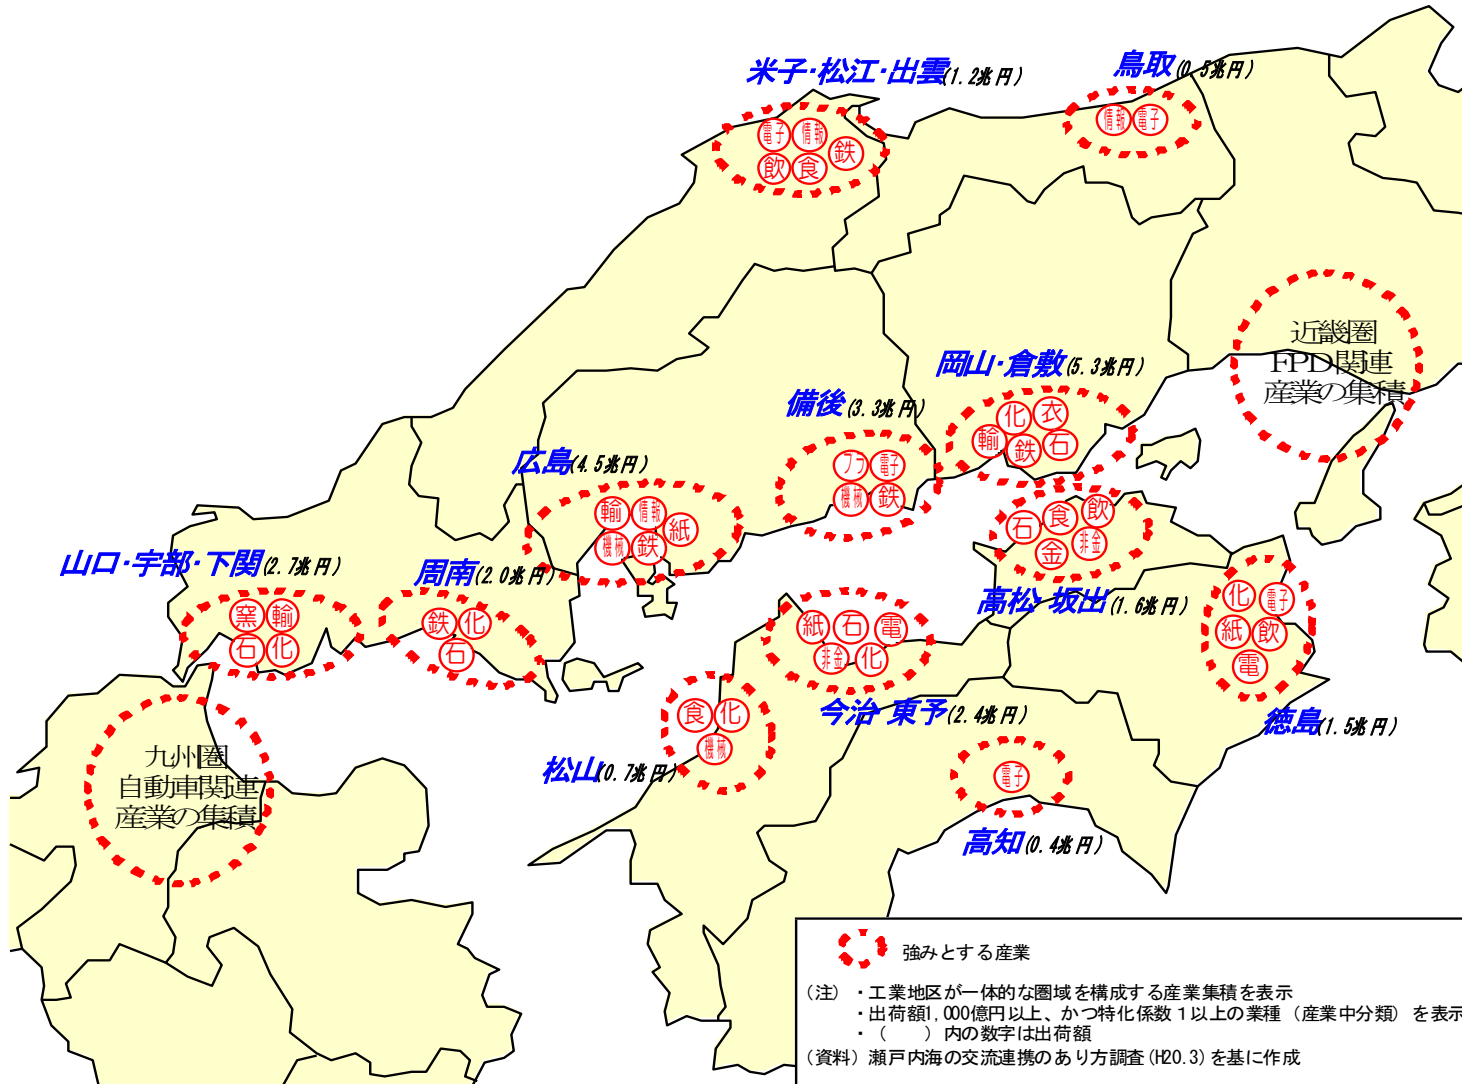 米子・松江・出雲(1.2兆円)
鳥取(0.5兆円)
電子 情報 鉄
飲 食
情報 電子
近畿圏
FPD関連
産業の集積
岡山・倉敷(5.3兆円)
化 衣
輸 鉄 石
備後(3.3兆円)
プラ 電子
機械 鉄
広島(4.5兆円)
輸 情報 紙
機械 鉄
石 食 飲
金 非金
高松 坂出(1.6兆円)
山口・宇部・下関(2.7兆円)
窯 輸
石 化
周南(2.0兆円)
鉄 化
石
紙 石 電
非金 化
今治 東予(2.4兆円)
化 電子
紙 飲
電
徳島(1.5兆円)
食 化
機械
松山(0.7兆円)
電子
高知(0.4兆円)
九州圏
自動車関連
産業の集積
強みとする産業
(注) ・工業地区が一体的な圏域を構成する産業集積を表示
・出荷額1,000億円以上、かつ特化係数1以上の業種(産業中分類)を表示
・(　　)内の数字は出荷額
(資料)瀬戸内海の交流連携のあり方調査(H20.3)を基に作成